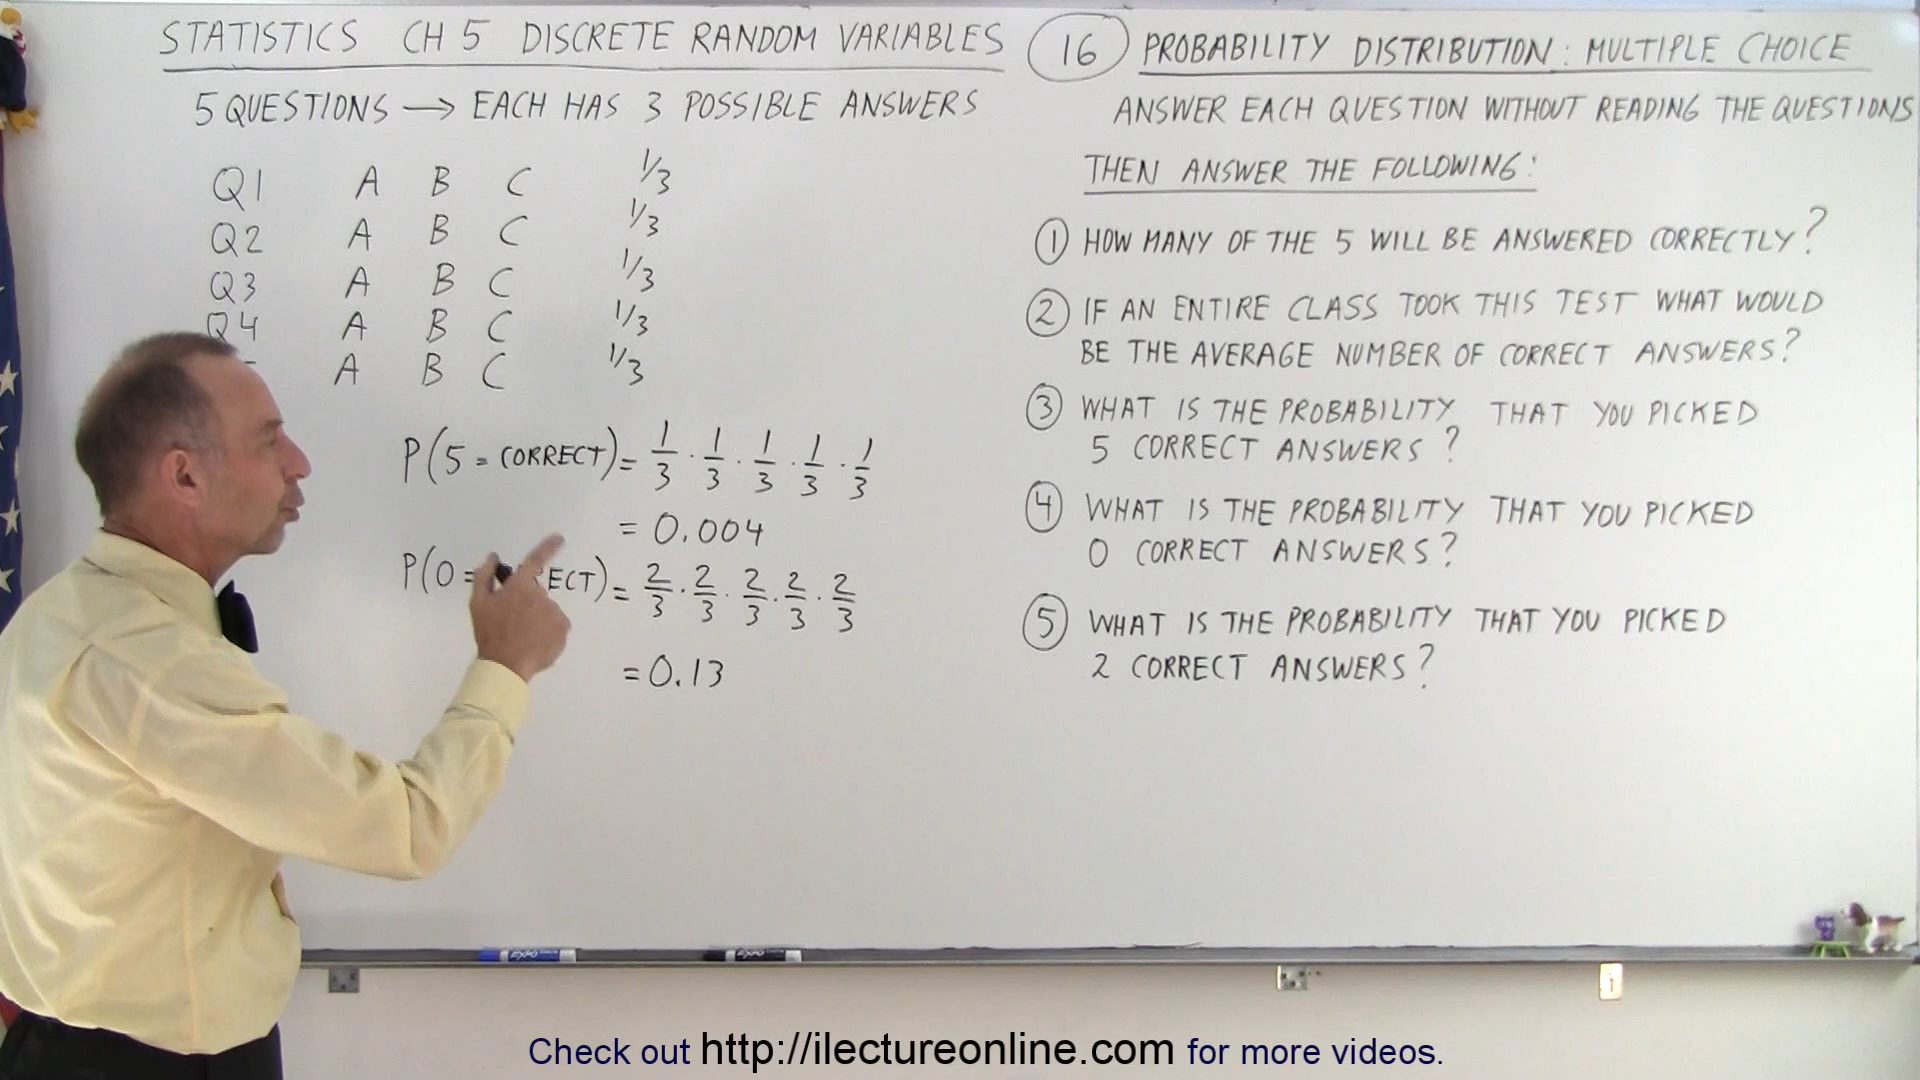 STATISTICS CH 5 DISCRETE RANDOM VARIABLES
5 QUESTIONS → EACH HAS 3 POSSIBLE ANSWERS
Q1 A B C 1/3
Q2 A B C 1/3
Q3 A B C 1/3
Q4 A B C 1/3
A B C 1/3
P(5 = CORRECT) = 1/3 · 1/3 · 1/3 · 1/3 · 1/3
= 0.004
P(0 = RECT) = 2/3 · 2/3 · 2/3 · 2/3 · 2/3
= 0.13
16 PROBABILITY DISTRIBUTION: MULTIPLE CHOICE
ANSWER EACH QUESTION WITHOUT READING THE QUESTIONS
THEN ANSWER THE FOLLOWING:
1 HOW MANY OF THE 5 WILL BE ANSWERED CORRECTLY?
2 IF AN ENTIRE CLASS TOOK THIS TEST WHAT WOULD
BE THE AVERAGE NUMBER OF CORRECT ANSWERS?
3 WHAT IS THE PROBABILITY THAT YOU PICKED
5 CORRECT ANSWERS?
4 WHAT IS THE PROBABILITY THAT YOU PICKED
0 CORRECT ANSWERS?
5 WHAT IS THE PROBABILITY THAT YOU PICKED
2 CORRECT ANSWERS?
EXPO
EXPO
Check out http://ilectureonline.com for more videos.